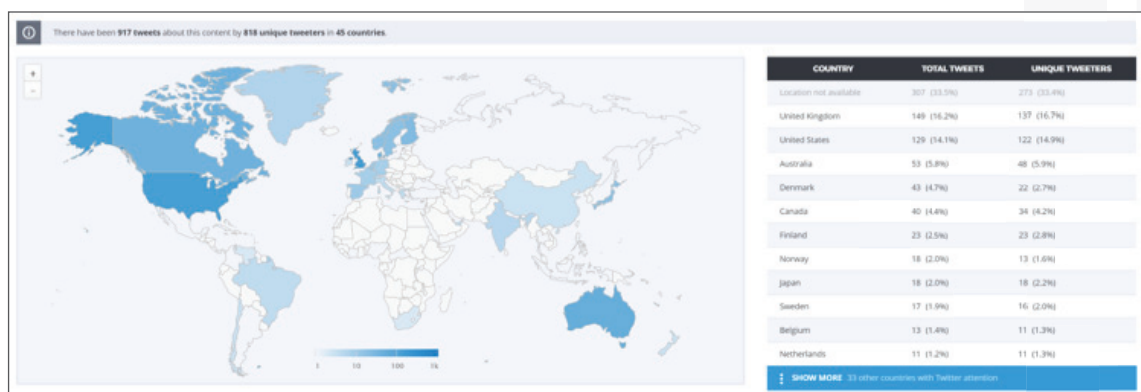 There have been 917 tweets about this content by 818 unique tweeters in 45 countries.
+
−
1 10 100 1k
COUNTRY TOTAL TWEETS UNIQUE TWEETERS
Location not available 307 (33.5%) 273 (33.4%)
United Kingdom 149 (16.2%) 137 (16.7%)
United States 129 (14.1%) 122 (14.9%)
Australia 53 (5.8%) 48 (5.9%)
Denmark 43 (4.7%) 22 (2.7%)
Canada 40 (4.4%) 34 (4.2%)
Finland 23 (2.5%) 23 (2.8%)
Norway 18 (2.0%) 13 (1.6%)
Japan 18 (2.0%) 18 (2.2%)
Sweden 17 (1.9%) 16 (2.0%)
Belgium 13 (1.4%) 11 (1.3%)
Netherlands 11 (1.2%) 11 (1.3%)
SHOW MORE 33 other countries with Twitter attention